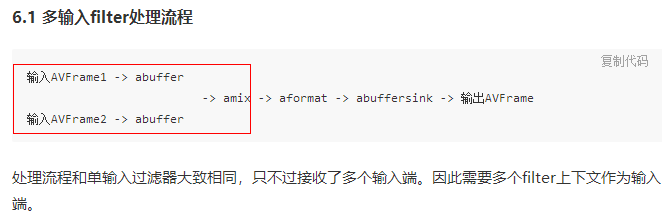 6.1 多输入filter处理流程
复制代码
输入AVFrame1 -> abuffer
-> amix -> aformat -> abuffersink -> 输出AVFrame
输入AVFrame2 -> abuffer
处理流程和单输入过滤器大致相同，只不过接收了多个输入端。因此需要多个filter上下文作为输入
端。